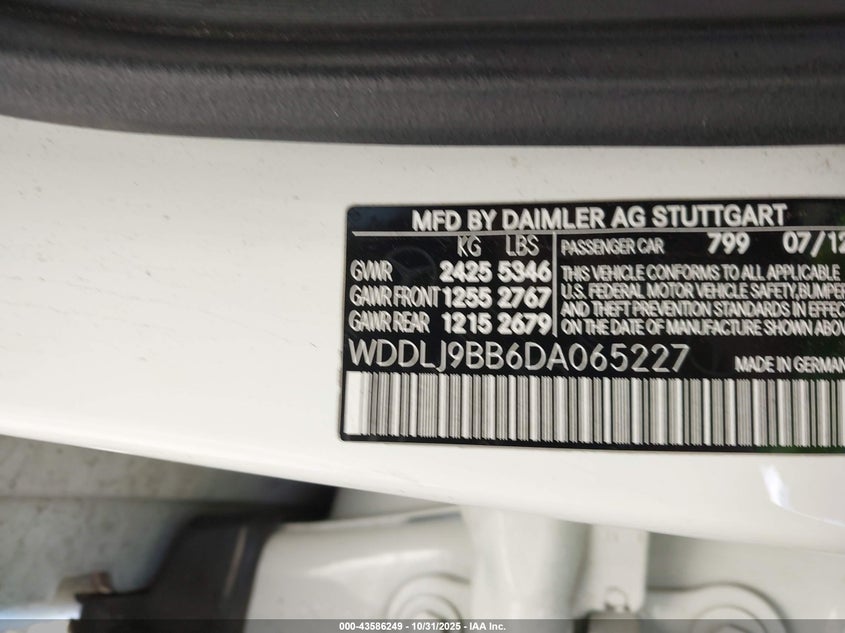 MFD BY DAIMLER AG STUTTGART
KG LBS
GVWR 2425 5346
GAWR FRONT 1255 2767
GAWR REAR 1215 2679
PASSENGER CAR 799 07/12
THIS VEHICLE CONFORMS TO ALL APPLICABLE
U.S. FEDERAL MOTOR VEHICLE SAFETY, BUMPER
AND THEFT PREVENTION STANDARDS IN EFFECT
ON THE DATE OF MANUFACTURE SHOWN ABOV
WDDLJ9BB6DA065227 MADE IN GERMAN
000-43586249 - 10/31/2025 - © IAA Inc.